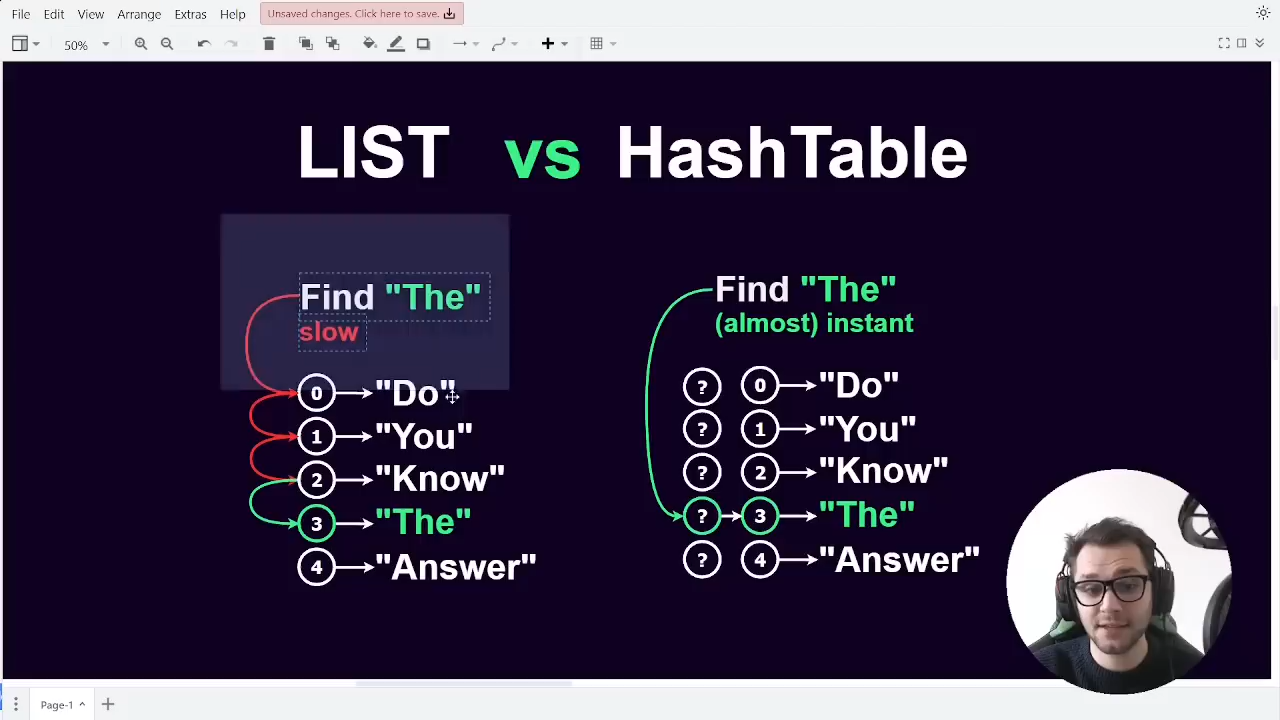 File Edit View Arrange Extras Help Unsaved changes. Click here to save.
50%
LIST vs HashTable
Find "The"
slow
0 "Do"
1 "You"
2 "Know"
3 "The"
4 "Answer"
Find "The"
(almost) instant
? 0 "Do"
? 1 "You"
? 2 "Know"
? 3 "The"
? 4 "Answer"
Page-1